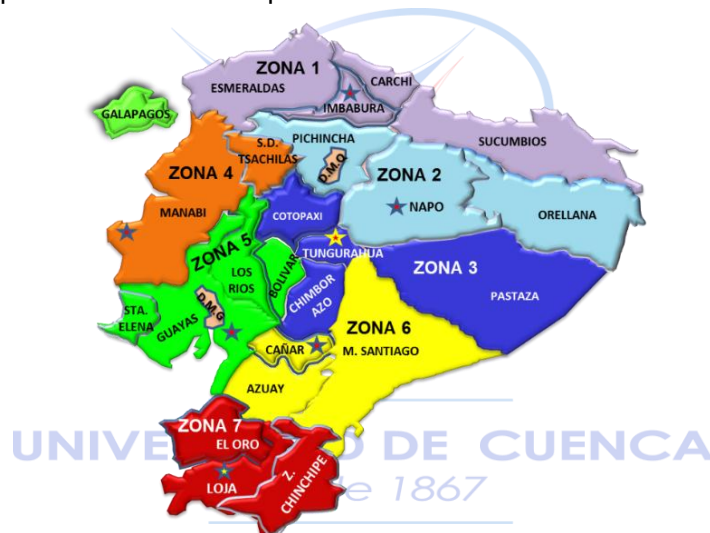 ZONA 1
ESMERALDAS
CARCHI
IMBABURA
GALAPAGOS
SUCUMBIOS
PICHINCHA
S.D.
TSACHILAS
D.M.Q
ZONA 2
ZONA 4
NAPO
MANABI
COTOPAXI
ORELLANA
ZONA 5
TUNGURAHUA
ZONA 3
LOS
RIOS
BOLIVAR
CHIMBOR
AZO
PASTAZA
STA.
ELENA
GUAYAS
D.M.G
ZONA 6
CAÑAR
M. SANTIAGO
AZUAY
ZONA 7
EL ORO
LOJA
Z.
CHINCHIPE
DE CUENCA
1867